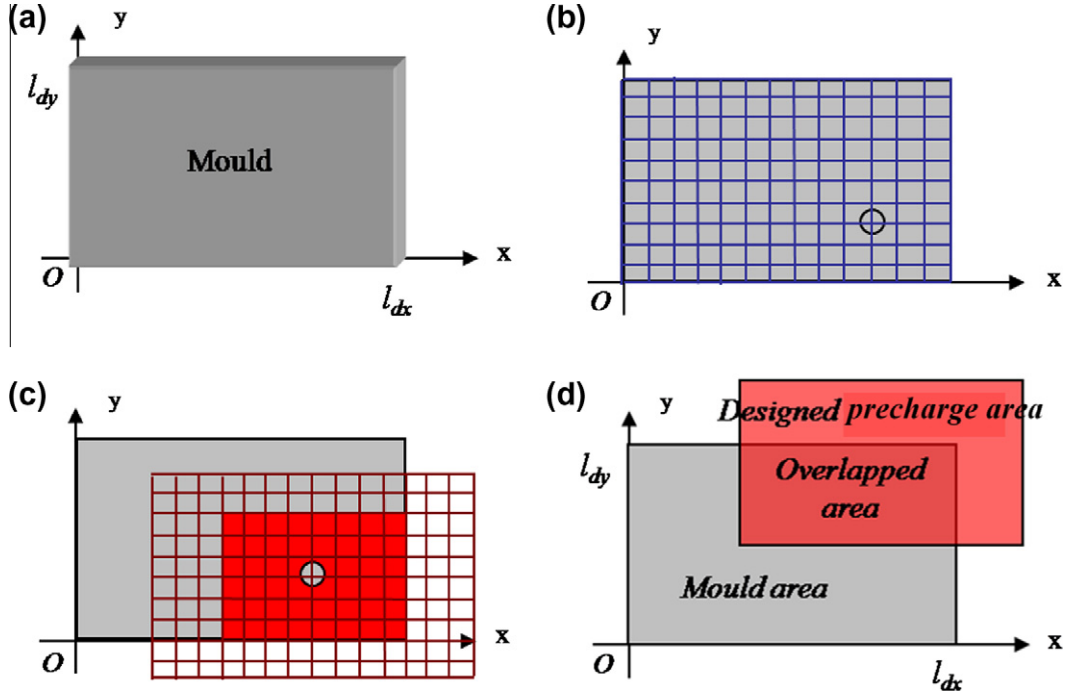 (a)
y
l_dy
Mould
O
x
l_dx
(b)
y
O
x
(c)
y
O
x
(d)
y
Designed precharge area
l_dy
Overlapped
area
Mould area
O
x
l_dx